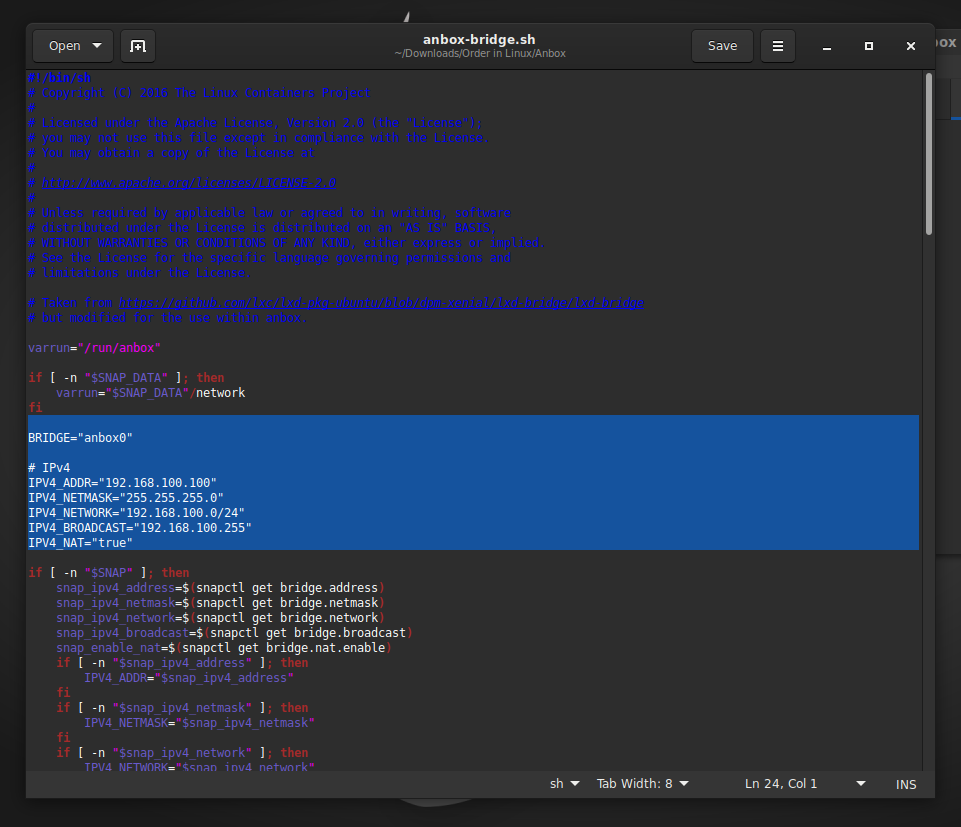 Open
anbox-bridge.sh
~/Downloads/Order in Linux/Anbox
Save
box
#!/bin/sh
# Copyright (C) 2016 The Linux Containers Project
#
# Licensed under the Apache License, Version 2.0 (the "License");
# you may not use this file except in compliance with the License.
# You may obtain a copy of the License at
#
# http://www.apache.org/licenses/LICENSE-2.0
#
# Unless required by applicable law or agreed to in writing, software
# distributed under the License is distributed on an "AS IS" BASIS,
# WITHOUT WARRANTIES OR CONDITIONS OF ANY KIND, either express or implied.
# See the License for the specific language governing permissions and
# limitations under the License.
# Taken from https://github.com/lxc/lxd-pkg-ubuntu/blob/dpm-xenial/lxd-bridge/lxd-bridge
# but modified for the use within anbox.
varrun="/run/anbox"
if [ -n "$SNAP_DATA" ]; then
    varrun="$SNAP_DATA"/network
fi
BRIDGE="anbox0"
# IPv4
IPV4_ADDR="192.168.100.100"
IPV4_NETMASK="255.255.255.0"
IPV4_NETWORK="192.168.100.0/24"
IPV4_BROADCAST="192.168.100.255"
IPV4_NAT="true"
if [ -n "$SNAP" ]; then
    snap_ipv4_address=$(snapctl get bridge.address)
    snap_ipv4_netmask=$(snapctl get bridge.netmask)
    snap_ipv4_network=$(snapctl get bridge.network)
    snap_ipv4_broadcast=$(snapctl get bridge.broadcast)
    snap_enable_nat=$(snapctl get bridge.nat.enable)
    if [ -n "$snap_ipv4_address" ]; then
        IPV4_ADDR="$snap_ipv4_address"
    fi
    if [ -n "$snap_ipv4_netmask" ]; then
        IPV4_NETMASK="$snap_ipv4_netmask"
    fi
    if [ -n "$snap_ipv4_network" ]; then
        IPV4_NETWORK="$snap_ipv4_network"
sh
Tab Width: 8
Ln 24, Col 1
INS